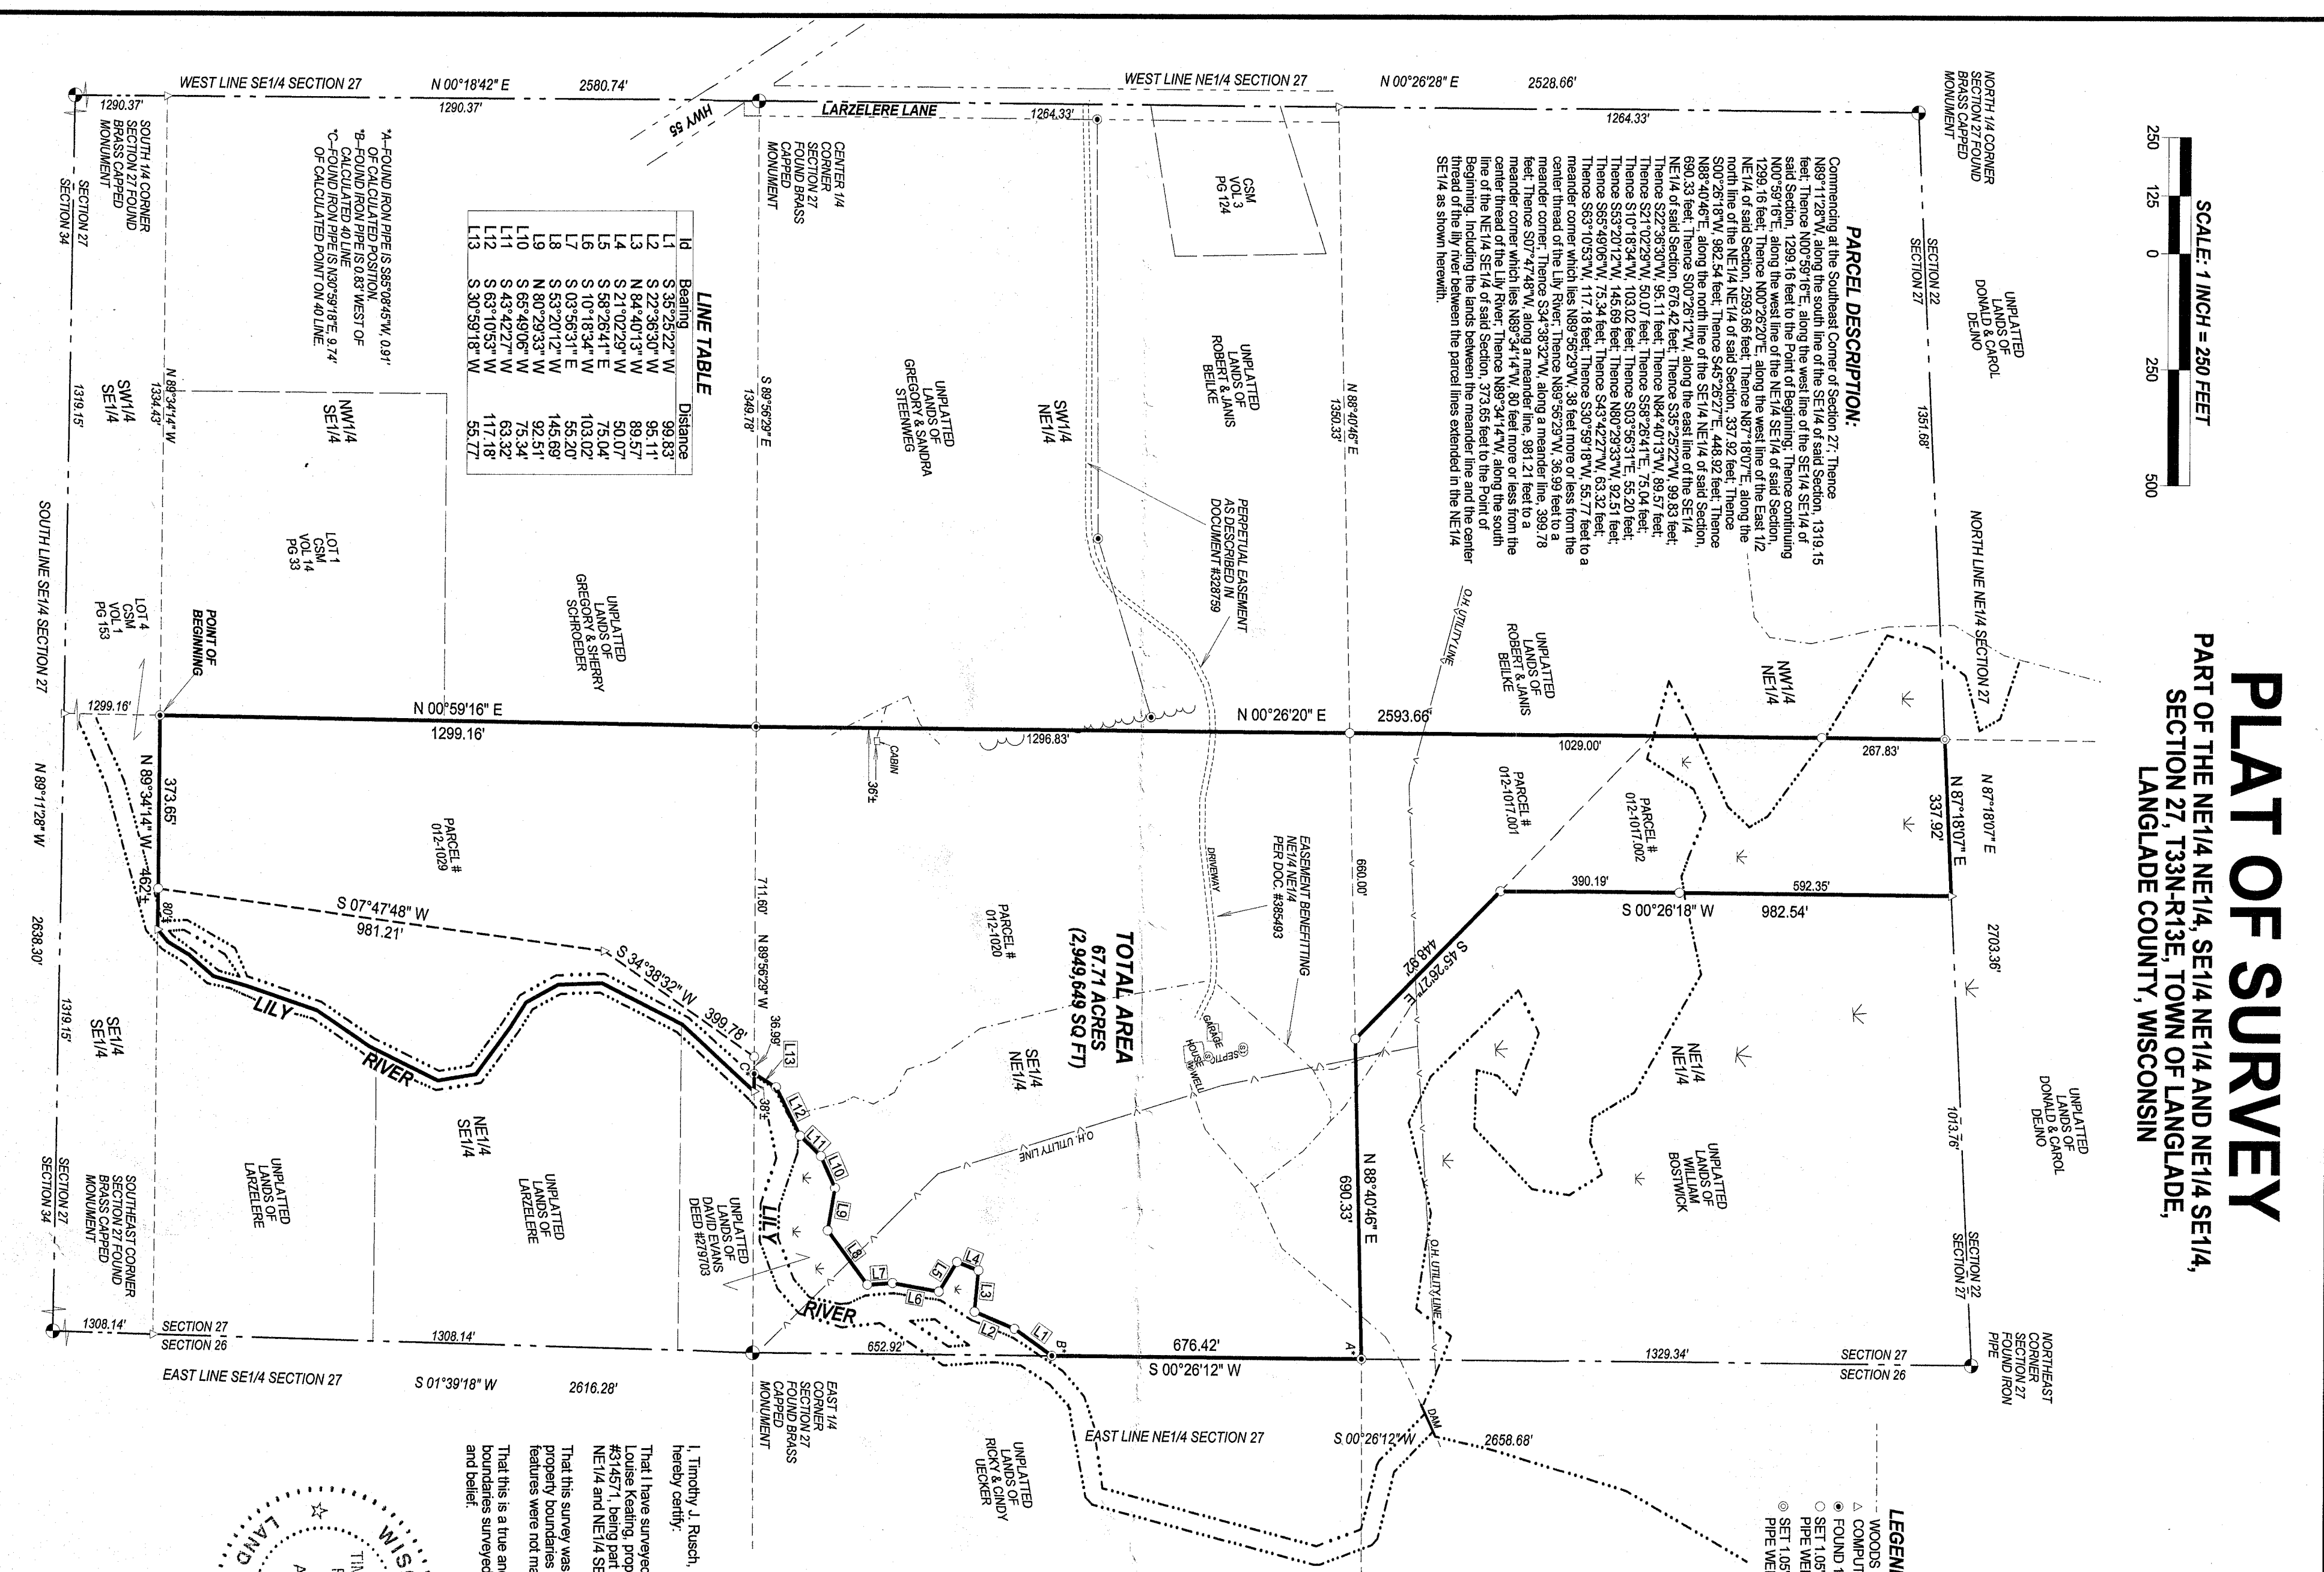 PLAT OF SURVEY
PART OF THE NE1/4 NE1/4, SE1/4 NE1/4 AND NE1/4 SE1/4,
SECTION 27, T33N-R13E, TOWN OF LANGLADE,
LANGLADE COUNTY, WISCONSIN
SCALE: 1 INCH = 250 FEET
250 125 0 250 500
NORTH 1/4 CORNER
SECTION 27 FOUND
BRASS CAPPED
MONUMENT
UNPLATTED
LANDS OF
DONALD & CAROL
DEJNO
SECTION 22
SECTION 27
1351.68'
NORTH LINE NE1/4 SECTION 27
N 87°18'07" E
2703.36'
N 87°18'07" E
337.92'
1013.76'
UNPLATTED
LANDS OF
DONALD & CAROL
DEJNO
SECTION 22
SECTION 27
NORTHEAST
CORNER
SECTION 27
FOUND IRON
PIPE
PARCEL DESCRIPTION:
Commencing at the Southeast Corner of Section 27; Thence
N89°11'28"W, along the south line of the SE1/4 of said Section, 1319.15
feet; Thence N00°59'16"E, along the west line of the SE1/4 SE1/4 of
said Section, 1299.16 feet to the Point of Beginning; Thence continuing
N00°59'16"E, along the west line of the NE1/4 SE1/4 of said Section,
1299.16 feet; Thence N00°26'20"E, along the west line of the East 1/2
NE1/4 of said Section, 2593.66 feet; Thence N87°18'07"E, along the
north line of the NE1/4 NE1/4 of said Section, 337.92 feet; Thence
S00°26'18"W, 982.54 feet; Thence S45°26'27"E, 448.92 feet; Thence
N88°40'46"E, along the north line of the SE1/4 NE1/4 of said Section,
690.33 feet; Thence S00°26'12"W, along the east line of the SE1/4
NE1/4 of said Section, 676.42 feet; Thence S35°25'22"W, 99.83 feet;
Thence S22°36'30"W, 95.11 feet; Thence N84°40'13"W, 89.57 feet;
Thence S21°02'29"W, 50.07 feet; Thence S58°26'41"E, 75.04 feet;
Thence S10°18'34"W, 103.02 feet; Thence S03°56'31"E, 55.20 feet;
Thence S53°20'12"W, 145.69 feet; Thence N80°29'33"W, 92.51 feet;
Thence S65°49'06"W, 75.34 feet; Thence S43°42'27"W, 63.32 feet;
Thence S63°10'53"W, 117.18 feet; Thence S30°59'18"W, 55.77 feet to a
meander corner which lies N89°56'29"W, 38 feet more or less from the
center thread of the Lily River; Thence N89°56'29"W, 36.99 feet to a
meander corner; Thence S34°38'32"W, along a meander line, 399.78
feet; Thence S07°47'48"W, along a meander line, 981.21 feet to a
meander corner which lies N89°34'14"W, 80 feet more or less from the
center thread of the Lily River; Thence N89°34'14"W, along the south
line of the NE1/4 SE1/4 of said Section, 373.65 feet to the Point of
Beginning. Including the lands between the meander line and the center
thread of the lily river between the parcel lines extended in the NE1/4
SE1/4 as shown herewith.
WEST LINE NE1/4 SECTION 27
N 00°26'28" E
2528.66'
1264.33'
1264.33'
LARZELERE LANE
HWY 55
WEST LINE SE1/4 SECTION 27
N 00°18'42" E
2580.74'
1290.37'
1290.37'
CSM
VOL 3
PG 124
UNPLATTED
LANDS OF
ROBERT & JANIS
BEILKE
N 88°40'46" E
1350.33'
O.H. UTILITY LINE
UNPLATTED
LANDS OF
ROBERT & JANIS
BEILKE
NW1/4
NE1/4
SW1/4
NE1/4
PERPETUAL EASEMENT
AS DESCRIBED IN
DOCUMENT #328759
UNPLATTED
LANDS OF
GREGORY & SANDRA
STEENWEG
CENTER 1/4
CORNER
SECTION 27
FOUND BRASS
CAPPED
MONUMENT
S 89°56'29" E
1349.78'
LINE TABLE
Id Bearing Distance
L1 S 35°25'22" W 99.83'
L2 S 22°36'30" W 95.11'
L3 N 84°40'13" W 89.57'
L4 S 21°02'29" W 50.07'
L5 S 58°26'41" E 75.04'
L6 S 10°18'34" W 103.02'
L7 S 03°56'31" E 55.20'
L8 S 53°20'12" W 145.69'
L9 N 80°29'33" W 92.51'
L10 S 65°49'06" W 75.34'
L11 S 43°42'27" W 63.32'
L12 S 63°10'53" W 117.18'
L13 S 30°59'18" W 55.77'
*A--FOUND IRON PIPE IS S85°08'45"W, 0.91'
OF CALCULATED POSITION.
*B--FOUND IRON PIPE IS 0.83' WEST OF
CALCULATED 40 LINE
*C--FOUND IRON PIPE IS N30°59'18"E, 9.74'
OF CALCULATED POINT ON 40 LINE.
SOUTH 1/4 CORNER
SECTION 27 FOUND
BRASS CAPPED
MONUMENT
SECTION 27
SECTION 34
NW1/4
SE1/4
N 89°34'14" W
1334.43'
SW1/4
SE1/4
1319.15'
LOT 1
CSM
VOL 14
PG 33
UNPLATTED
LANDS OF
GREGORY & SHERRY
SCHROEDER
LOT 4
CSM
VOL 1
PG 153
POINT OF
BEGINNING
SOUTH LINE SE1/4 SECTION 27
N 89°11'28" W
2638.30'
1319.15'
1299.16'
N 00°59'16" E
1299.16'
N 00°26'20" E
2593.66'
1296.83'
1029.00'
267.83'
CABIN
36'±
373.65'
N 89°34'14" W
462'±
80'±
PARCEL #
012-1029
PARCEL #
012-1020
PARCEL #
012-1017.001
PARCEL #
012-1017.002
DRIVEWAY
EASEMENT BENEFITTING
NE1/4 NE1/4
PER DOC. #385493
660.00'
711.60'
N 89°56'29" W
36.99'
38'±
S 07°47'48" W
981.21'
S 34°38'32" W
399.78'
390.19'
592.35'
S 00°26'18" W
982.54'
S 45°26'27" E
448.92'
TOTAL AREA
67.71 ACRES
(2,949,649 SQ FT)
SE1/4
NE1/4
GARAGE
HOUSE
SEPTIC
WELL
O.H. UTILITY LINE
O.H. UTILITY LINE
N 88°40'46" E
690.33'
NE1/4
NE1/4
UNPLATTED
LANDS OF
WILLIAM
BOSTWICK
L1
L2
L3
L4
L5
L6
L7
L8
L9
L10
L11
L12
L13
A*
B*
C*
LILY
RIVER
LILY
RIVER
UNPLATTED
LANDS OF
DAVID EVANS
DEED #279703
NE1/4
SE1/4
UNPLATTED
LANDS OF
LARZELERE
UNPLATTED
LANDS OF
LARZELERE
SE1/4
SE1/4
SOUTHEAST CORNER
SECTION 27 FOUND
BRASS CAPPED
MONUMENT
SECTION 27
SECTION 34
1308.14'
SECTION 27
SECTION 26
1308.14'
EAST LINE SE1/4 SECTION 27
S 01°39'18" W
2616.28'
652.92'
676.42'
S 00°26'12" W
1329.34'
SECTION 27
SECTION 26
EAST LINE NE1/4 SECTION 27
S 00°26'12" W
2658.68'
DAM
EAST 1/4
CORNER
SECTION 27
FOUND BRASS
CAPPED
MONUMENT
UNPLATTED
LANDS OF
RICKY & CINDY
UECKER
LEGEN
WOODS
COMPUT
FOUND 1
SET 1.05"
PIPE WE
SET 1.05"
PIPE WE
I, Timothy J. Rusch,
hereby certify:
That I have surveyed
Louise Keating, prop
#314571, being part
NE1/4 and NE1/4 SE
That this survey was
property boundaries
features were not ma
That this is a true an
boundaries surveyed
and belief.
WISC
LAND
TIM